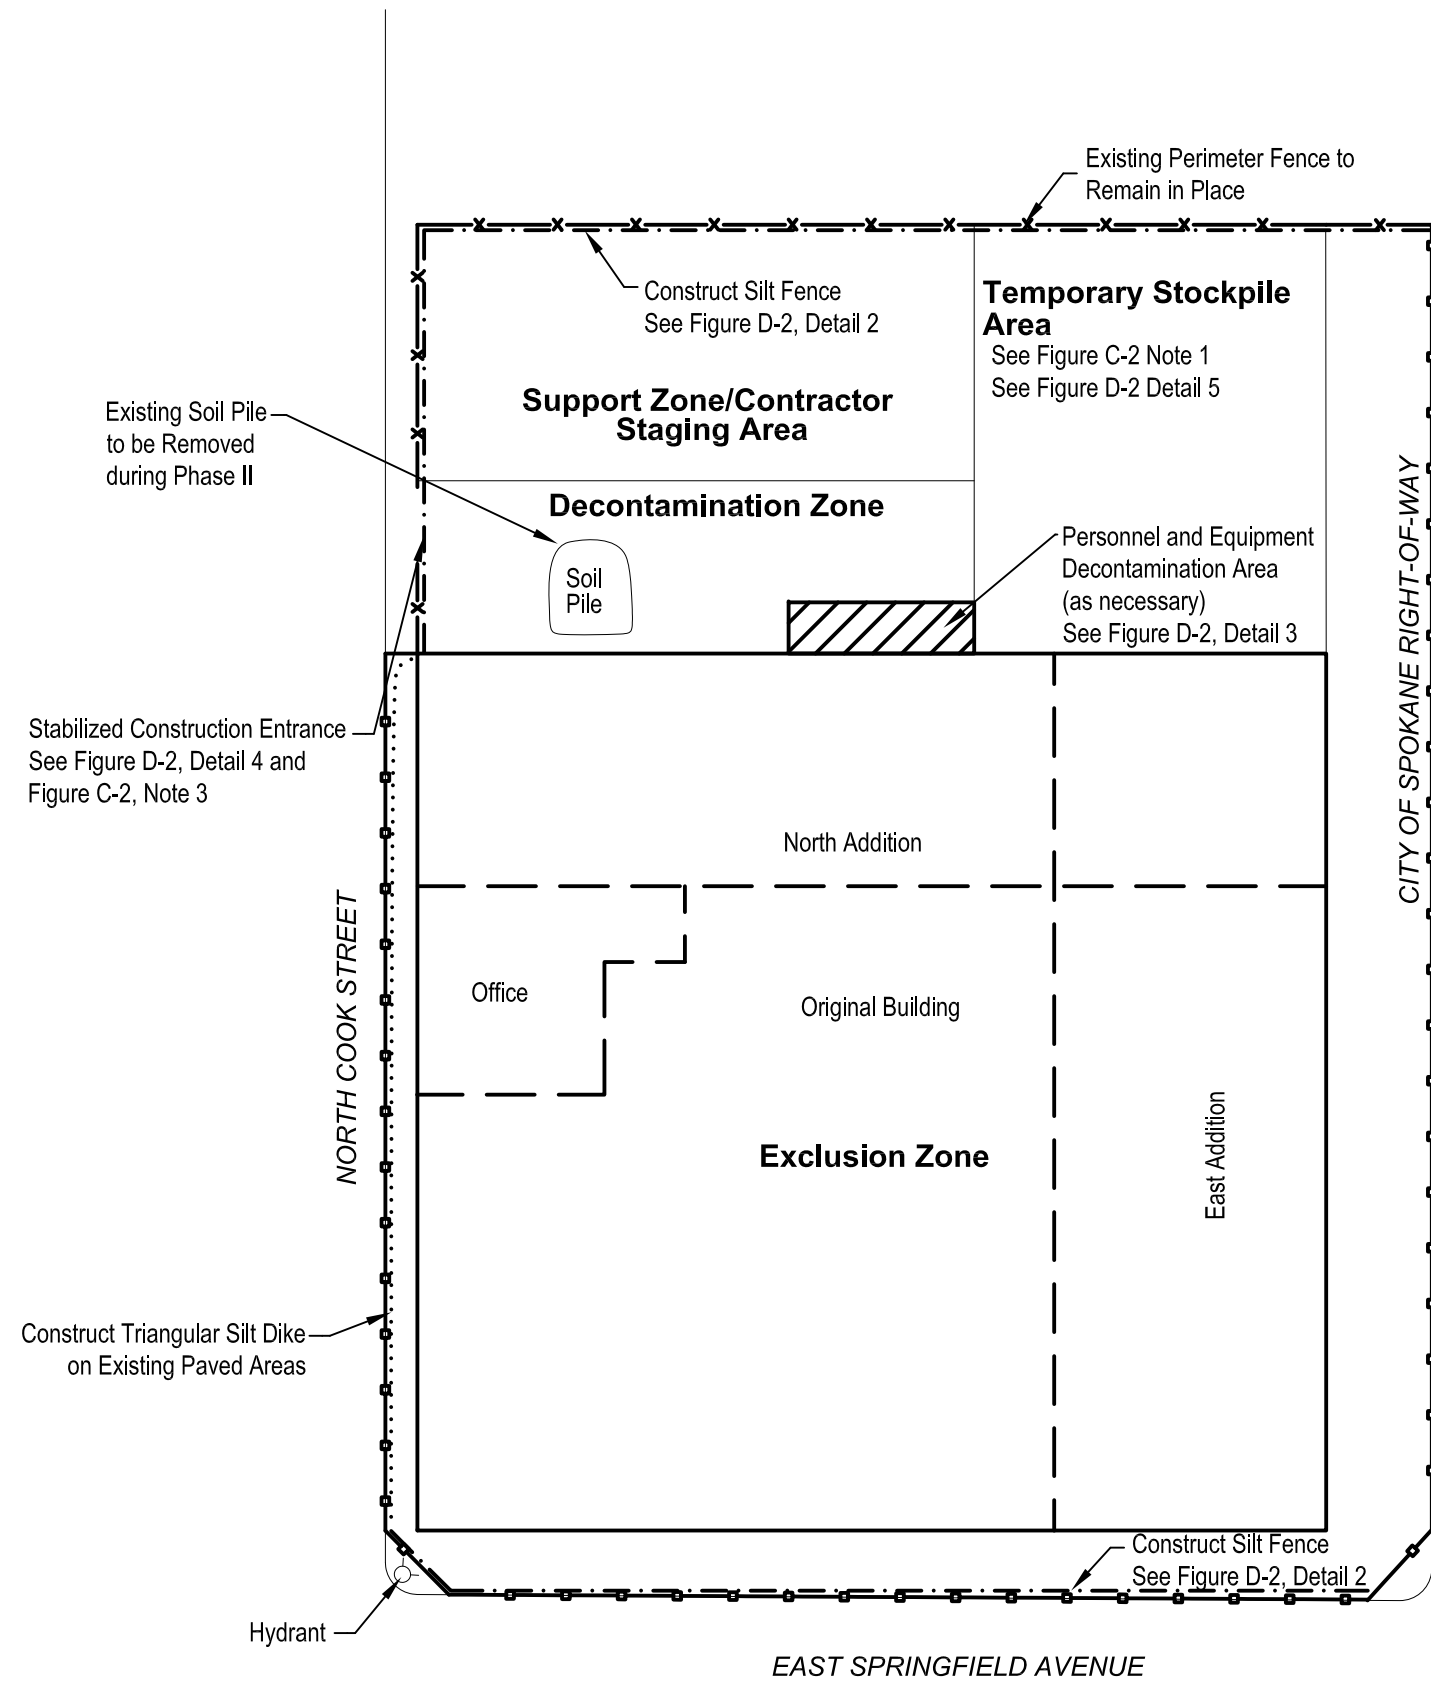 Existing Perimeter Fence to
Remain in Place
Construct Silt Fence
See Figure D-2, Detail 2
Temporary Stockpile
Area
See Figure C-2 Note 1
See Figure D-2 Detail 5
Support Zone/Contractor
Staging Area
Existing Soil Pile
to be Removed
during Phase II
Decontamination Zone
Soil
Pile
Personnel and Equipment
Decontamination Area
(as necessary)
See Figure D-2, Detail 3
CITY OF SPOKANE RIGHT-OF-WAY
Stabilized Construction Entrance
See Figure D-2, Detail 4 and
Figure C-2, Note 3
North Addition
NORTH COOK STREET
Office
Original Building
Exclusion Zone
East Addition
Construct Triangular Silt Dike
on Existing Paved Areas
Construct Silt Fence
See Figure D-2, Detail 2
Hydrant
EAST SPRINGFIELD AVENUE